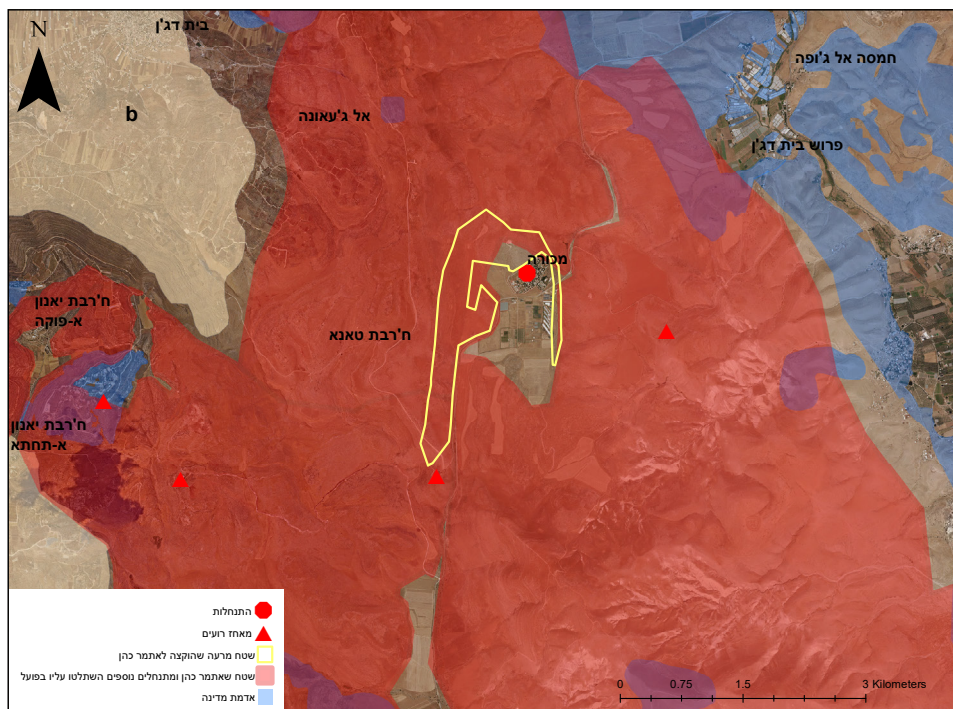 N
בית דג'ן
b
אל ג'עאונה
חמסה אל ג'ופה
פרוש בית דג'ן
מכורה
ח'רבת יאנון
א-פוקה
ח'רבת טאנא
ח'רבת יאנון
א-תחתא
התנחלות
מאחז רועים
שטח מרעה שהוקצה לאתמר כהן
שטח שאתמר כהן ומתנחלים נוספים השתלטו עליו בפועל
אדמת מדינה
0 0.75 1.5 3 Kilometers